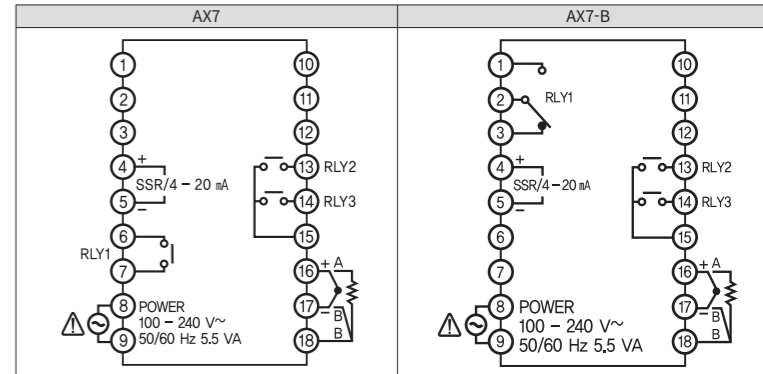 AX7
AX7-B
1
2
3
4
+
SSR/4 – 20 mA
5
–
6
RLY1
7
8
POWER
100 – 240 V~
9
50/60 Hz 5.5 VA
10
11
12
13 RLY2
14 RLY3
15
16 + A
17 – B
B
18
1
2
RLY1
3
4
+
SSR/4 – 20 mA
5
–
6
7
8
POWER
100 – 240 V~
9
50/60 Hz 5.5 VA
10
11
12
13 RLY2
14 RLY3
15
16 + A
17 – B
B
18